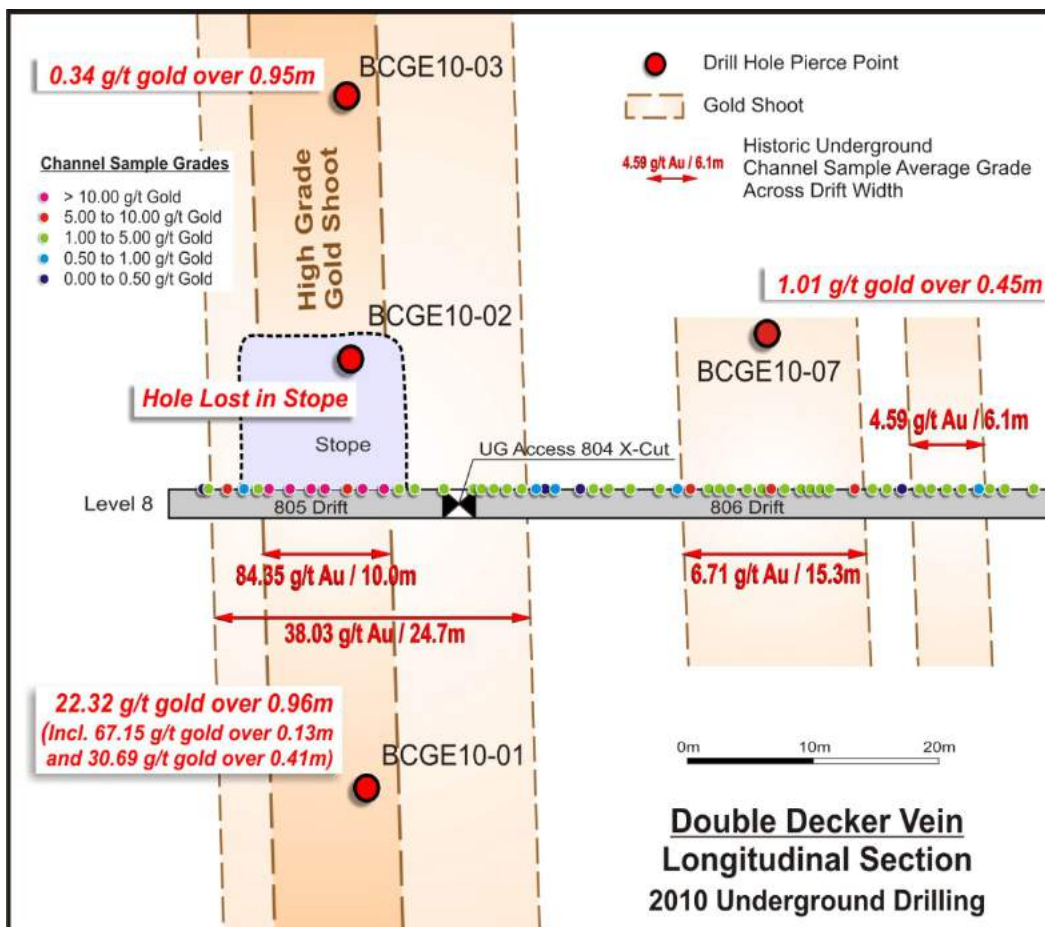 0.34 g/t gold over 0.95m
BCGE10-03
Drill Hole Pierce Point
Gold Shoot
4.59 g/t Au / 6.1m
Historic Underground
Channel Sample Average Grade
Across Drift Width
Channel Sample Grades
> 10.00 g/t Gold
5.00 to 10.00 g/t Gold
1.00 to 5.00 g/t Gold
0.50 to 1.00 g/t Gold
0.00 to 0.50 g/t Gold
High Grade
Gold Shoot
BCGE10-02
1.01 g/t gold over 0.45m
BCGE10-07
Hole Lost in Stope
Stope
4.59 g/t Au / 6.1m
UG Access 804 X-Cut
Level 8
805 Drift
806 Drift
84.35 g/t Au / 10.0m
6.71 g/t Au / 15.3m
38.03 g/t Au / 24.7m
22.32 g/t gold over 0.96m
(Incl. 67.15 g/t gold over 0.13m
and 30.69 g/t gold over 0.41m)
BCGE10-01
0m
10m
20m
Double Decker Vein
Longitudinal Section
2010 Underground Drilling